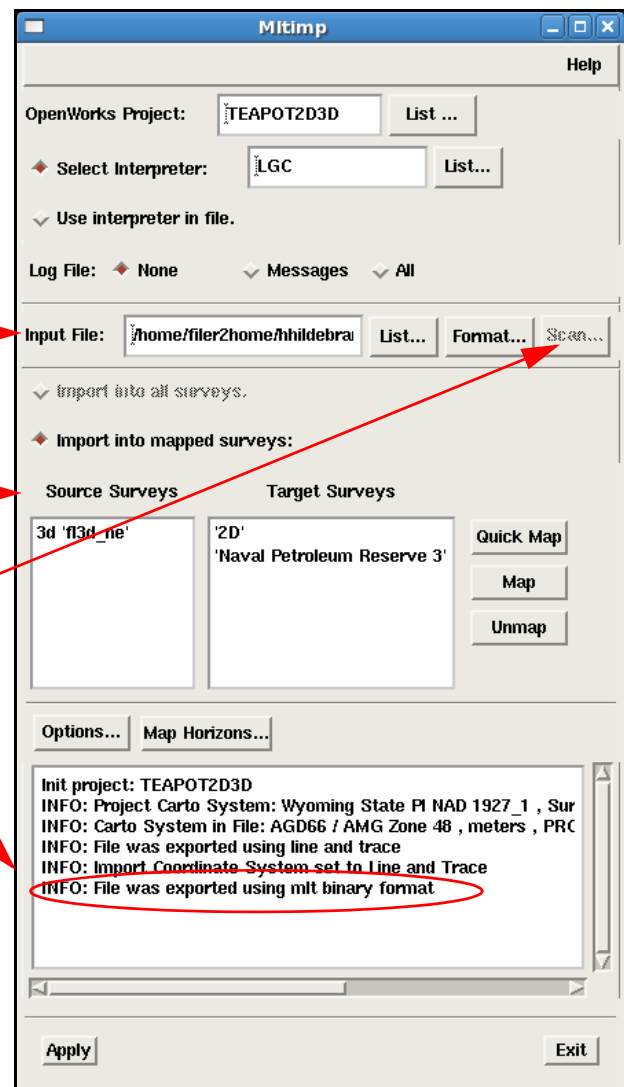 Mltimp
Help
OpenWorks Project: TEAPOT2D3D List ...
Select Interpreter: LGC List...
Use interpreter in file.
Log File: None Messages All
Input File: /home/filer2home/hhildebra List... Format... Scan...
Import into all surveys.
Import into mapped surveys:
Source Surveys Target Surveys
3d 'fl3d_ne' '2D'
'Naval Petroleum Reserve 3'
Quick Map
Map
Unmap
Options... Map Horizons...
Init project: TEAPOT2D3D
INFO: Project Carto System: Wyoming State Pl NAD 1927_1 , Sur
INFO: Carto System in File: AGD66 / AMG Zone 48 , meters , PRC
INFO: File was exported using line and trace
INFO: Import Coordinate System set to Line and Trace
INFO: File was exported using mlt binary format
Apply Exit